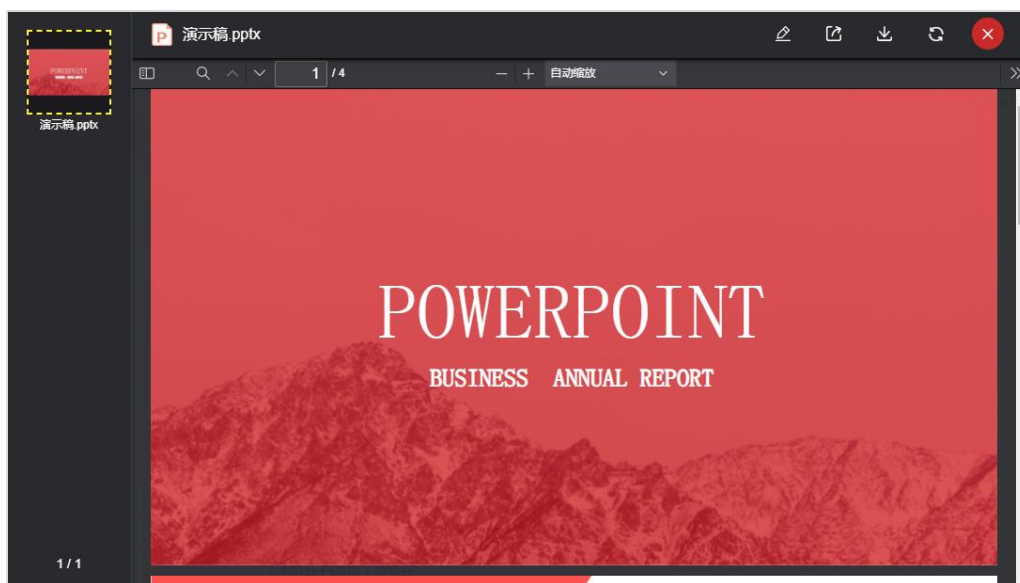 演示稿.pptx
1 / 4
自动缩放
POWERPOINT
BUSINESS ANNUAL REPORT
POWERPOINT
演示稿.pptx
1 / 1